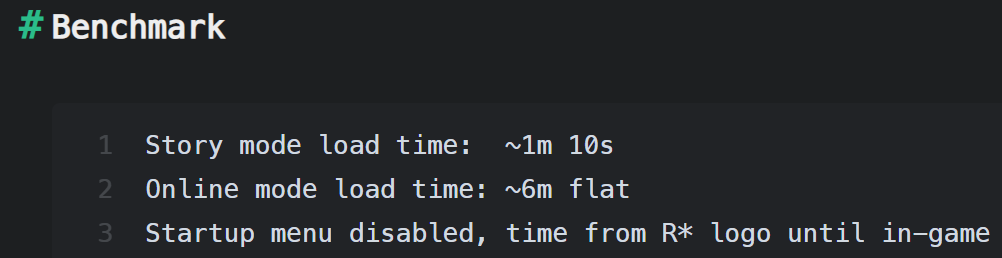 # Benchmark
1 Story mode load time:  ~1m 10s
2 Online mode load time: ~6m flat
3 Startup menu disabled, time from R* logo until in-game